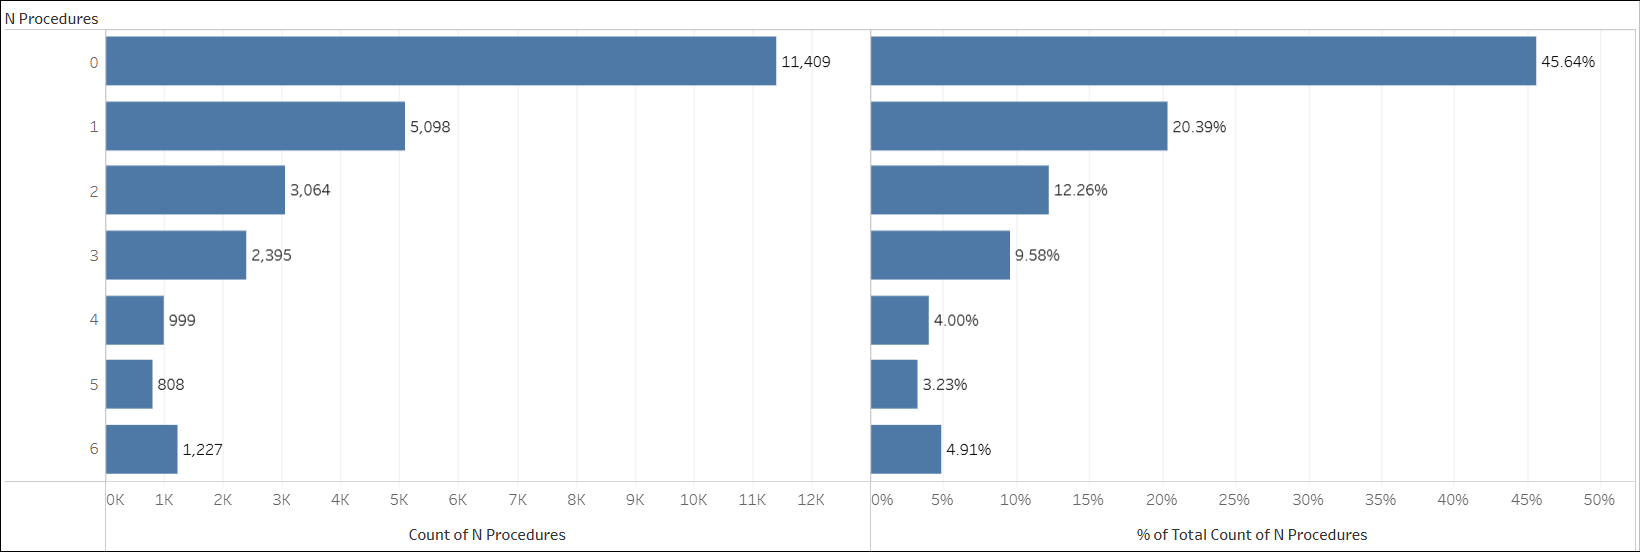 N Procedures
0 11,409 45.64%
1 5,098 20.39%
2 3,064 12.26%
3 2,395 9.58%
4 999 4.00%
5 808 3.23%
6 1,227 4.91%
0K 1K 2K 3K 4K 5K 6K 7K 8K 9K 10K 11K 12K 0% 5% 10% 15% 20% 25% 30% 35% 40% 45% 50%
Count of N Procedures % of Total Count of N Procedures